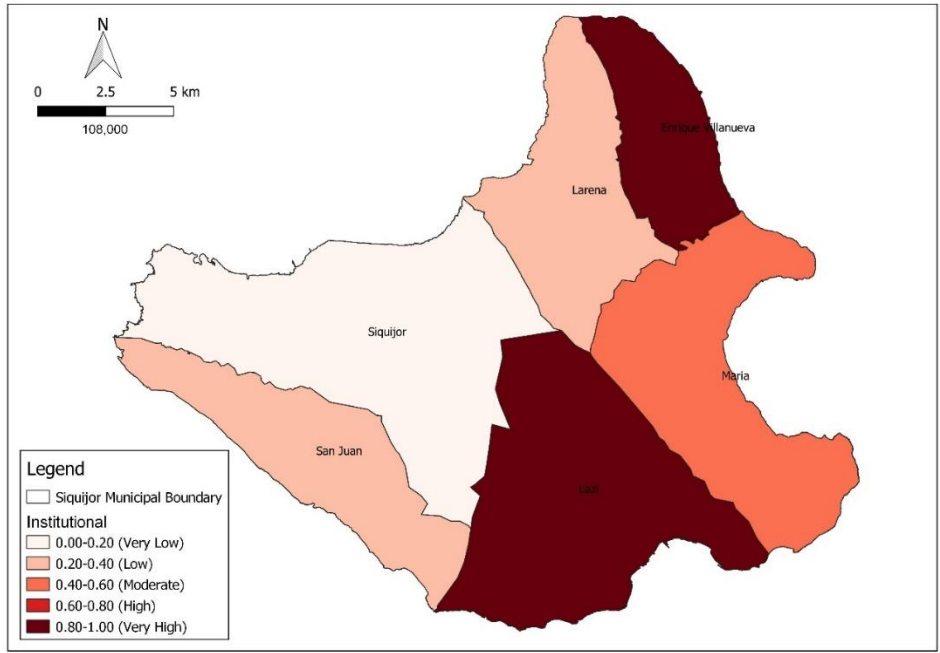 N
0 2.5 5 km
108,000
Enrique Villanueva
Larena
Siquijor
Maria
San Juan
Lazi
Legend
Siquijor Municipal Boundary
Institutional
0.00-0.20 (Very Low)
0.20-0.40 (Low)
0.40-0.60 (Moderate)
0.60-0.80 (High)
0.80-1.00 (Very High)